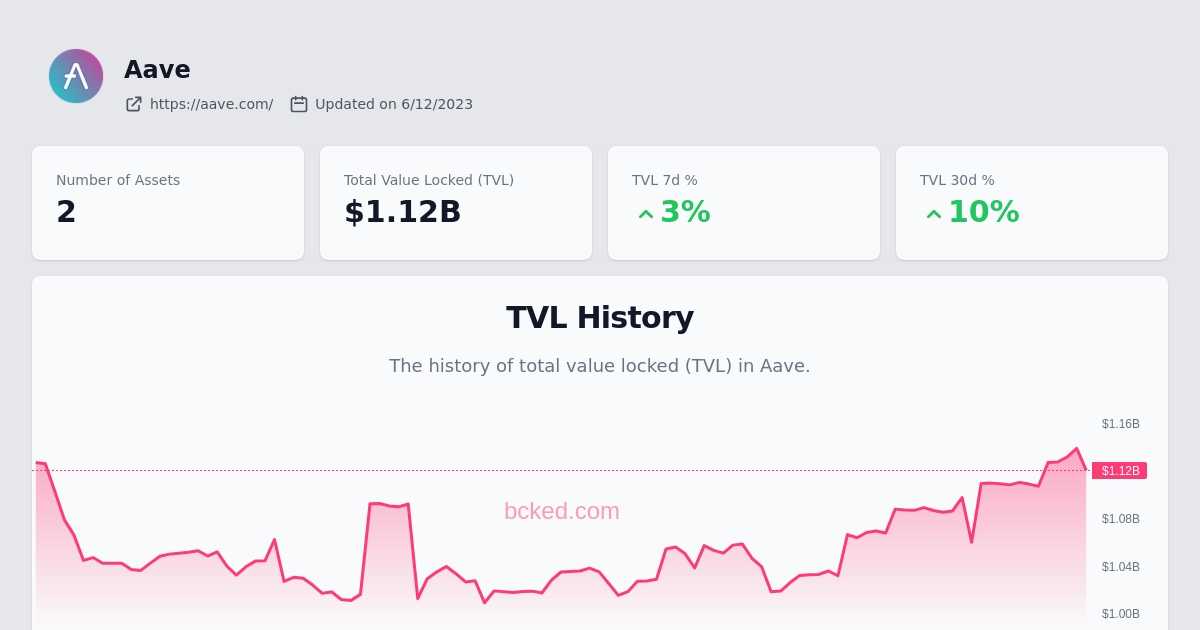 Aave
https://aave.com/ Updated on 6/12/2023
Number of Assets
2
Total Value Locked (TVL)
$1.12B
TVL 7d %
3%
TVL 30d %
10%
TVL History
The history of total value locked (TVL) in Aave.
$1.16B
$1.12B
bcked.com
$1.08B
$1.04B
$1.00B